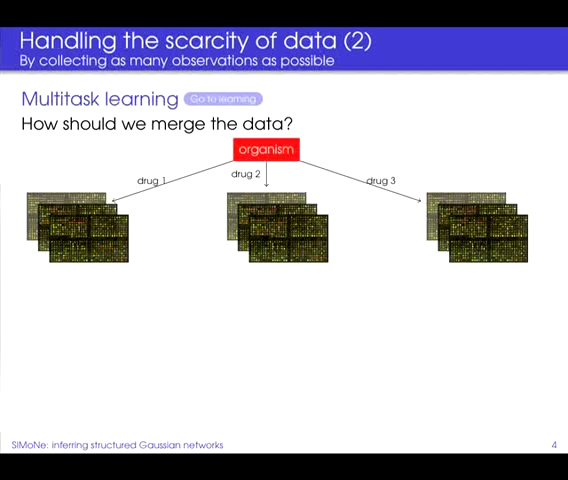 Handling the scarcity of data (2)
By collecting as many observations as possible
Multitask learning Go to learning
How should we merge the data?
organism
drug 1
drug 2
drug 3
SIMoNe: inferring structured Gaussian networks
4